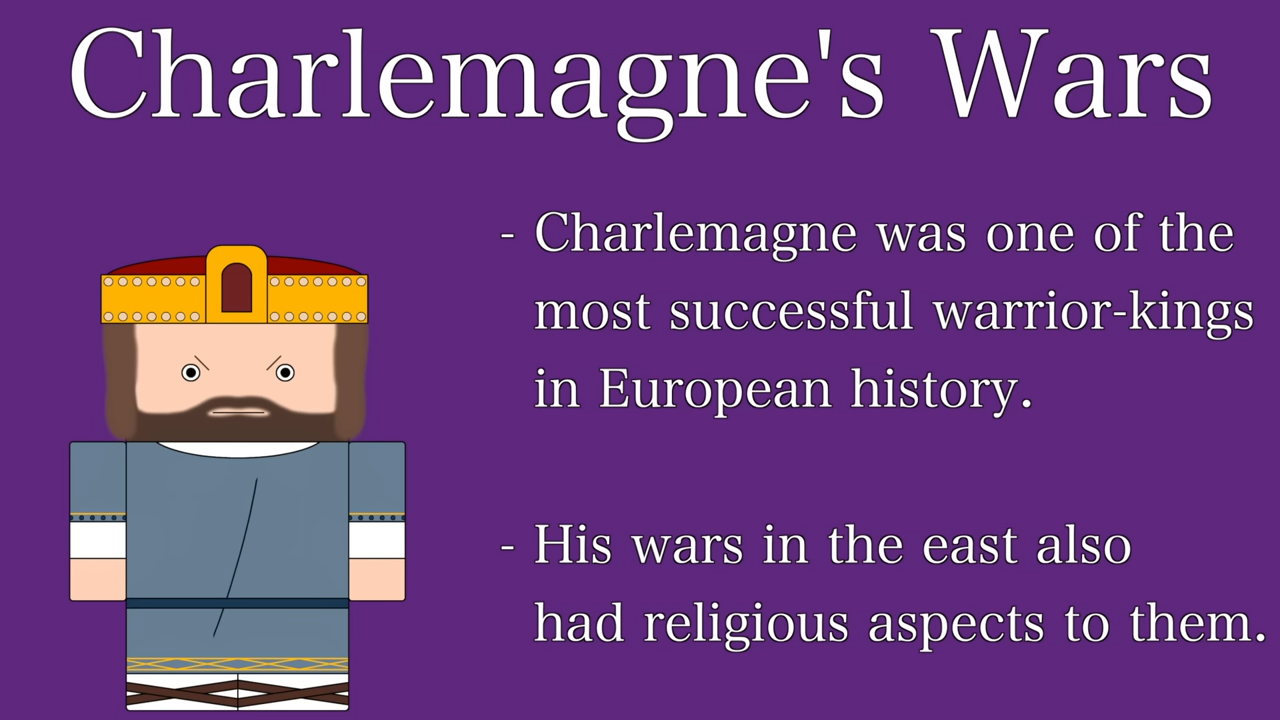 Charlemagne's Wars
- Charlemagne was one of the
most successful warrior-kings
in European history.
- His wars in the east also
had religious aspects to them.